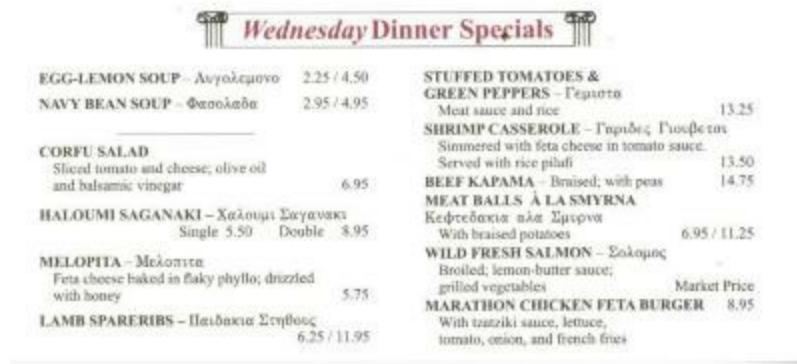 Wednesday Dinner Specials
EGG-LEMON SOUP – Αυγολεμονο 2.25 / 4.50
NAVY BEAN SOUP – Φασολαδα 2.95 / 4.95
CORFU SALAD
Sliced tomato and cheese; olive oil
and balsamic vinegar 6.95
HALOUMI SAGANAKI – Χαλουμι Σαγανακι
Single 5.50 Double 8.95
MELOPITA – Μελοπιτα
Feta cheese baked in flaky phyllo; drizzled
with honey 5.75
LAMB SPARERIBS – Παιδακια Στηθους
6.25 / 11.95
STUFFED TOMATOES &
GREEN PEPPERS – Γεμιστα
Meat sauce and rice 13.25
SHRIMP CASSEROLE – Γαριδες Γιουβετσι
Simmered with feta cheese in tomato sauce.
Served with rice pilafi 13.50
BEEF KAPAMA – Braised; with peas 14.75
MEAT BALLS À LA SMYRNA
Κεφτεδακια αλα Σμυρνα
With braised potatoes 6.95 / 11.25
WILD FRESH SALMON – Σολομος
Broiled; lemon-butter sauce;
grilled vegetables Market Price
MARATHON CHICKEN FETA BURGER 8.95
With tzatziki sauce, lettuce,
tomato, onion, and french fries